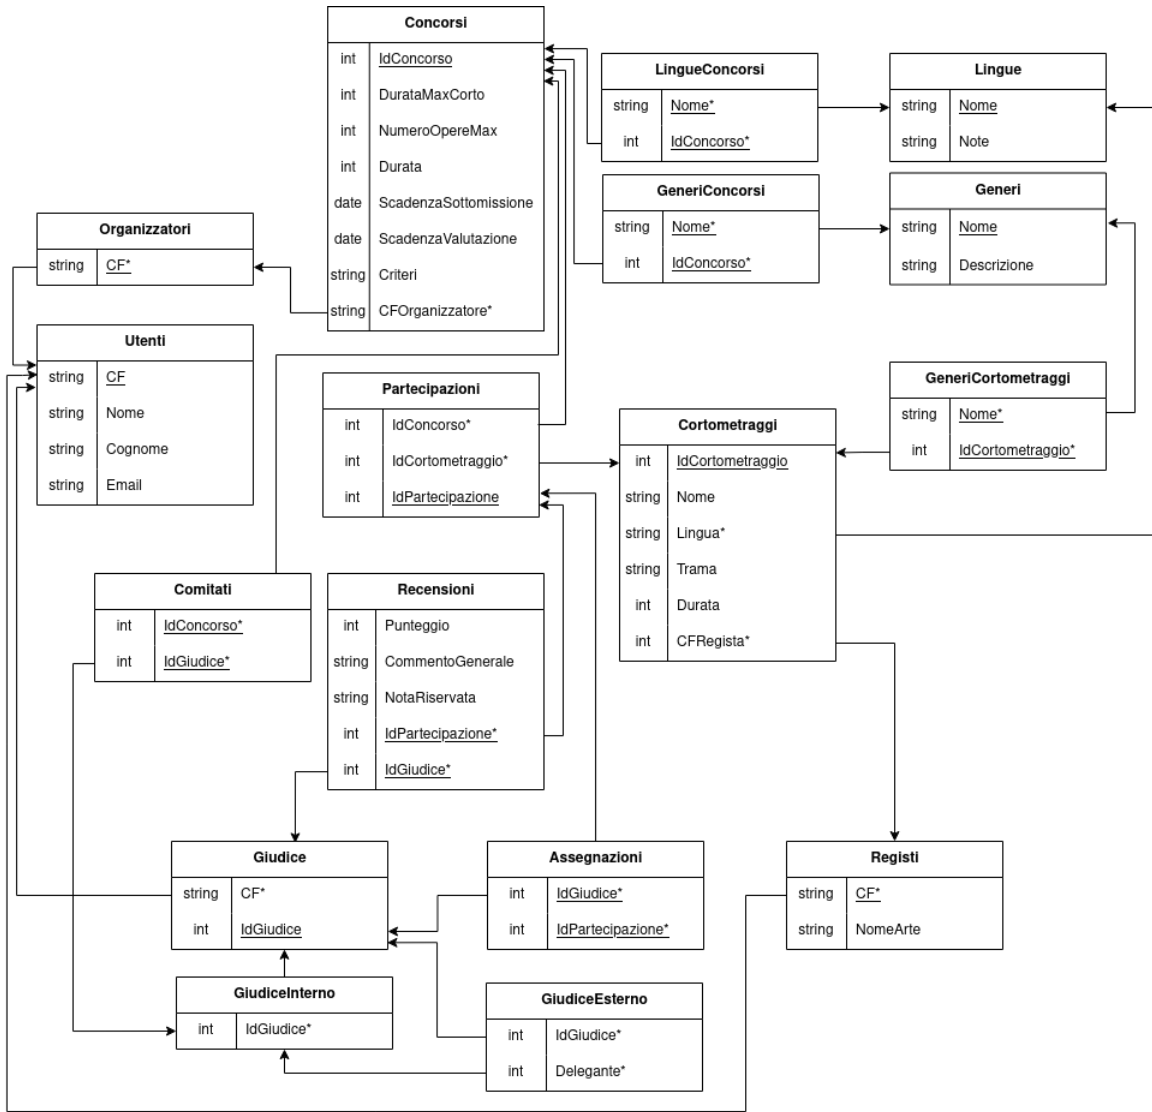 Concorsi
int IdConcorso
int DurataMaxCorto
int NumeroOpereMax
int Durata
date ScadenzaSottomissione
date ScadenzaValutazione
string Criteri
string CFOrganizzatore*
LingueConcorsi
string Nome*
int IdConcorso*
Lingue
string Nome
string Note
GeneriConcorsi
string Nome*
int IdConcorso*
Generi
string Nome
string Descrizione
Organizzatori
string CF*
Utenti
string CF
string Nome
string Cognome
string Email
Partecipazioni
int IdConcorso*
int IdCortometraggio*
int IdPartecipazione
GeneriCortometraggi
string Nome*
int IdCortometraggio*
Cortometraggi
int IdCortometraggio
string Nome
string Lingua*
string Trama
int Durata
int CFRegista*
Comitati
int IdConcorso*
int IdGiudice*
Recensioni
int Punteggio
string CommentoGenerale
string NotaRiservata
int IdPartecipazione*
int IdGiudice*
Giudice
string CF*
int IdGiudice
Assegnazioni
int IdGiudice*
int IdPartecipazione*
Registi
string CF*
string NomeArte
GiudiceInterno
int IdGiudice*
GiudiceEsterno
int IdGiudice*
int Delegante*